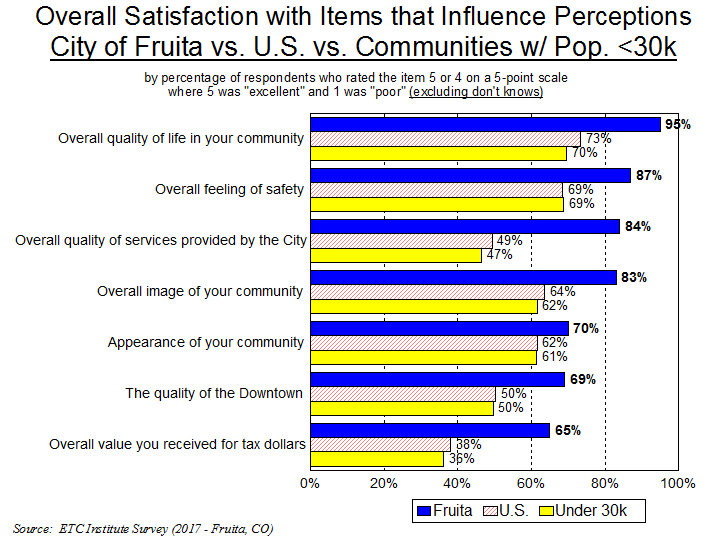 Overall Satisfaction with Items that Influence Perceptions
City of Fruita vs. U.S. vs. Communities w/ Pop. <30k
by percentage of respondents who rated the item 5 or 4 on a 5-point scale
where 5 was "excellent" and 1 was "poor" (excluding don't knows)
Overall quality of life in your community
95%
73%
70%
Overall feeling of safety
87%
69%
69%
Overall quality of services provided by the City
84%
49%
47%
Overall image of your community
83%
64%
62%
Appearance of your community
70%
62%
61%
The quality of the Downtown
69%
50%
50%
Overall value you received for tax dollars
65%
38%
36%
0% 20% 40% 60% 80% 100%
Fruita U.S. Under 30k
Source: ETC Institute Survey (2017 - Fruita, CO)